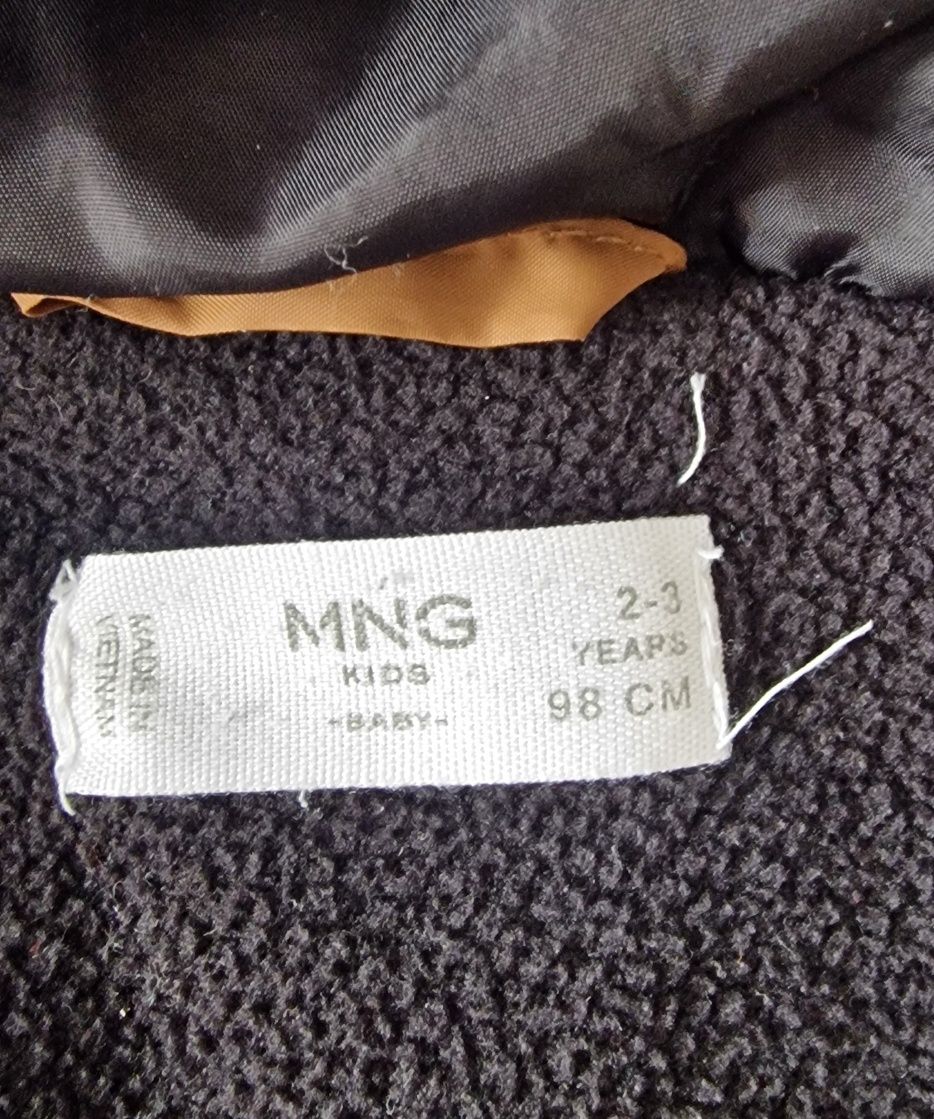 MADE IN
VIETNAM
MNG
KIDS
-BABY-
2-3
YEARS
98 CM